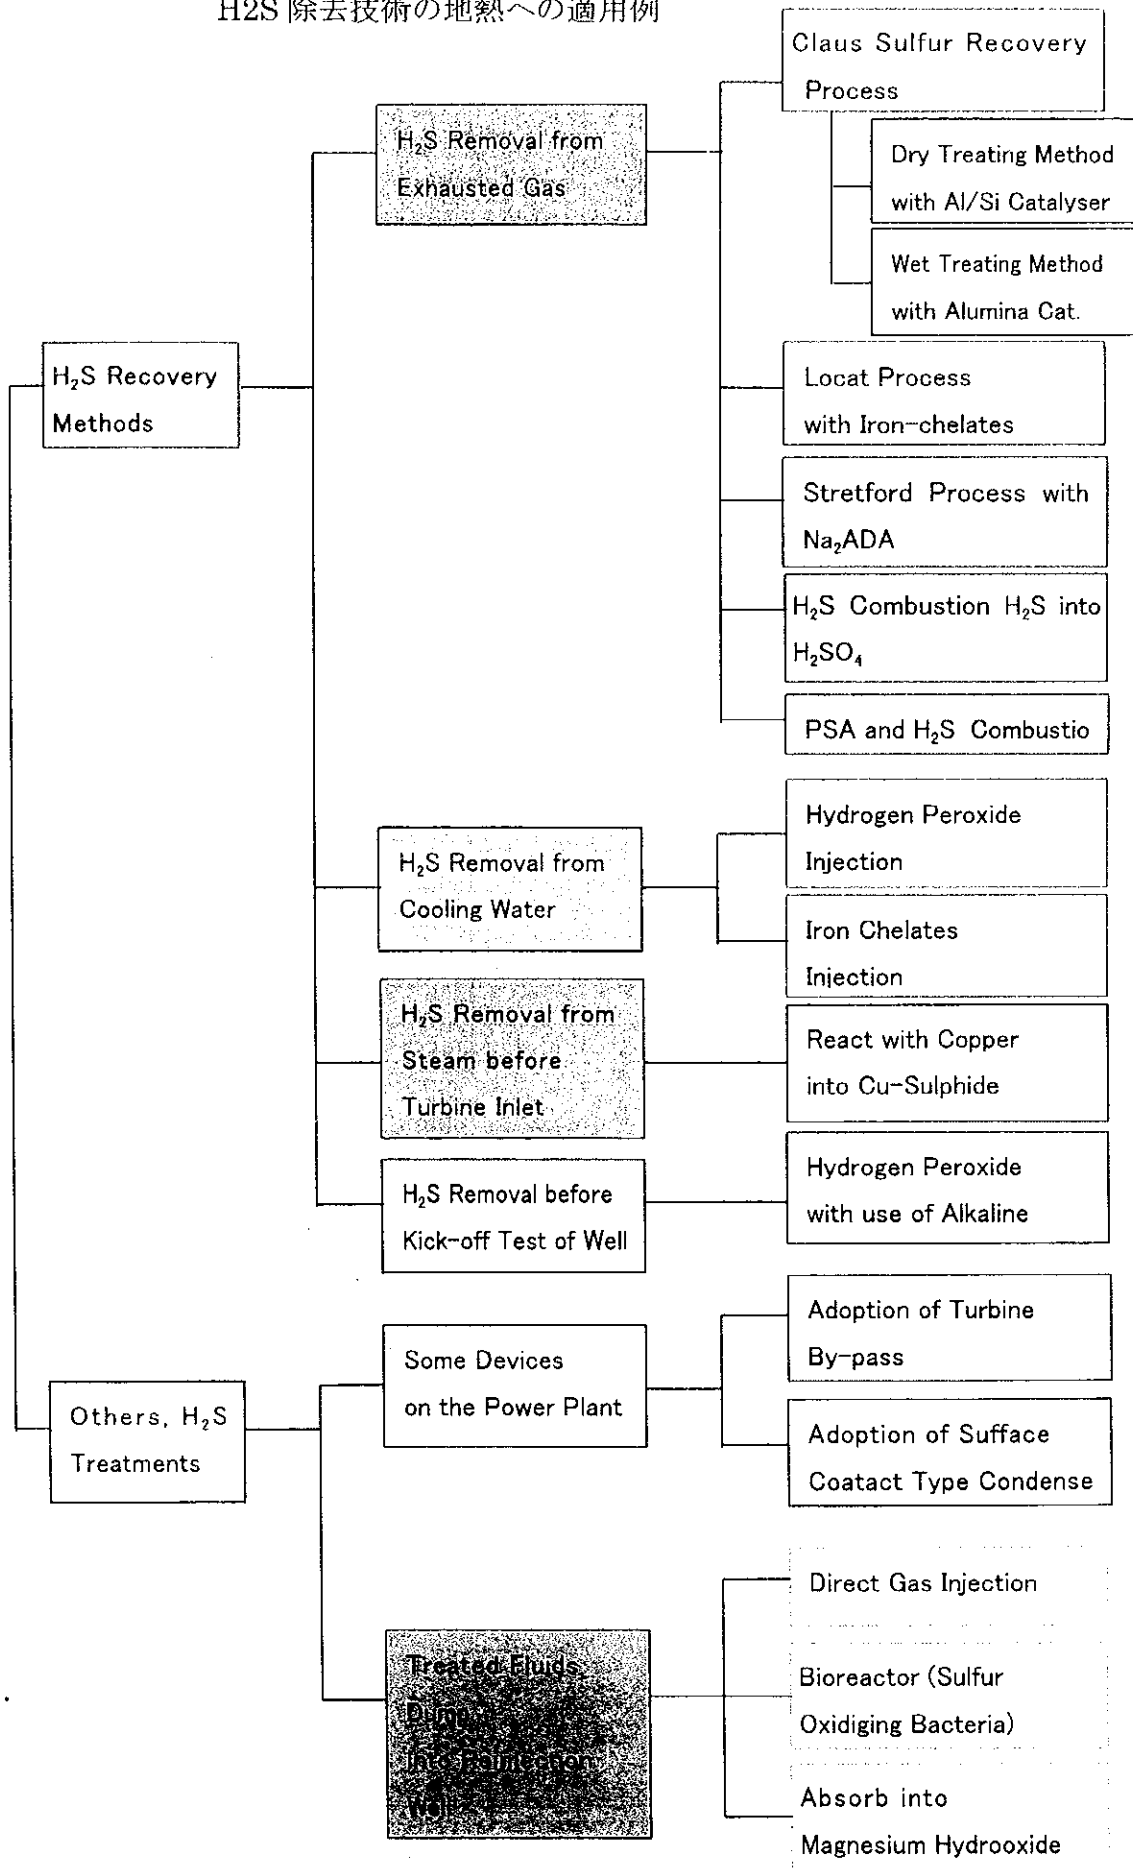 H2S 除去技術の地熱への適用例
Claus Sulfur Recovery
Process
Dry Treating Method
with Al/Si Catalyser
Wet Treating Method
with Alumina Cat.
H₂S Removal from
Exhausted Gas
H₂S Recovery
Methods
Locat Process
with Iron-chelates
Stretford Process with
Na₂ADA
H₂S Combustion H₂S into
H₂SO₄
PSA and H₂S Combustio
H₂S Removal from
Cooling Water
Hydrogen Peroxide
Injection
Iron Chelates
Injection
H₂S Removal from
Steam before
Turbine Inlet
React with Copper
into Cu-Sulphide
H₂S Removal before
Kick-off Test of Well
Hydrogen Peroxide
with use of Alkaline
Others, H₂S
Treatments
Some Devices
on the Power Plant
Adoption of Turbine
By-pass
Adoption of Sufface
Coatact Type Condense
Treated Fluids
Dump
into Reinjection
Well
Direct Gas Injection
Bioreactor (Sulfur
Oxidiging Bacteria)
Absorb into
Magnesium Hydrooxide